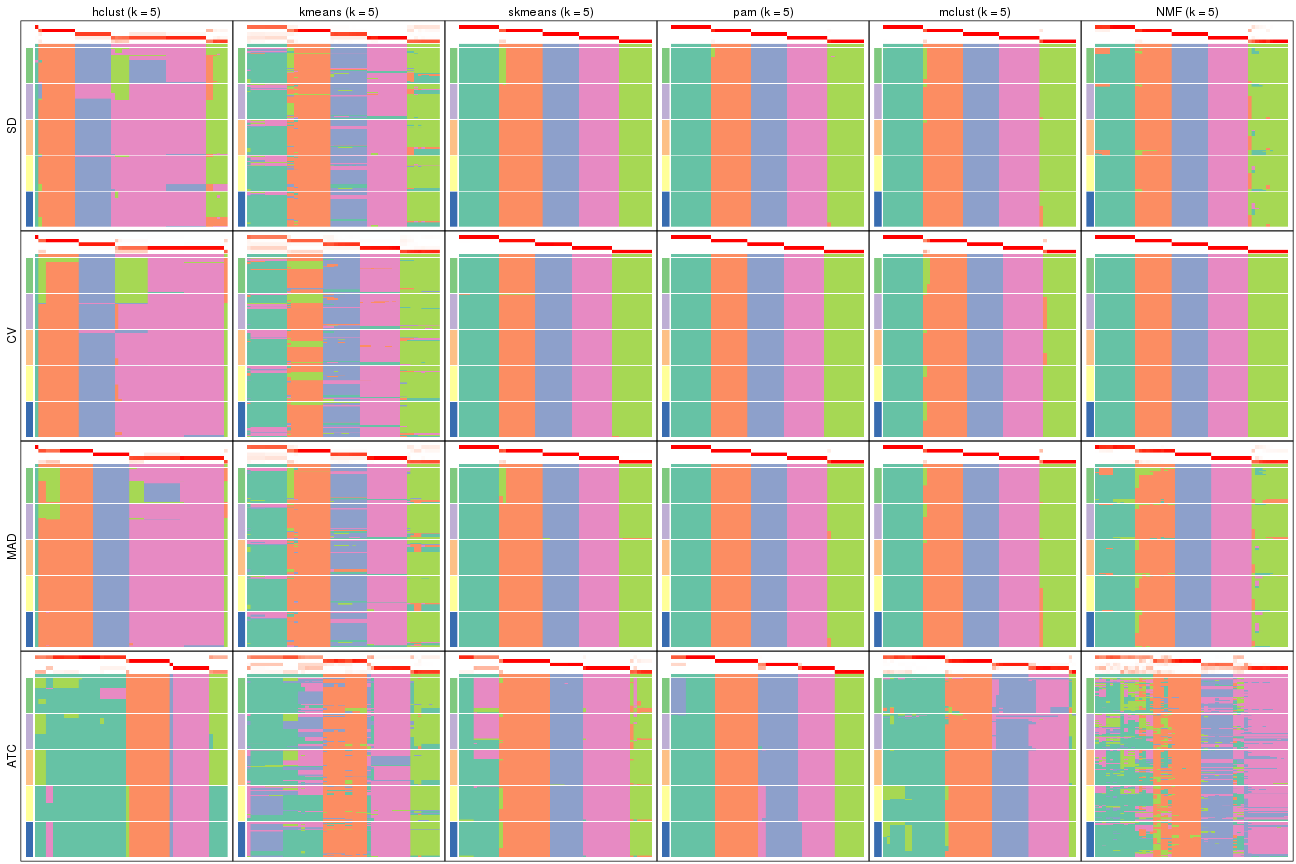 hclust (k = 5)
kmeans (k = 5)
skmeans (k = 5)
pam (k = 5)
mclust (k = 5)
NMF (k = 5)
SD
CV
MAD
ATC